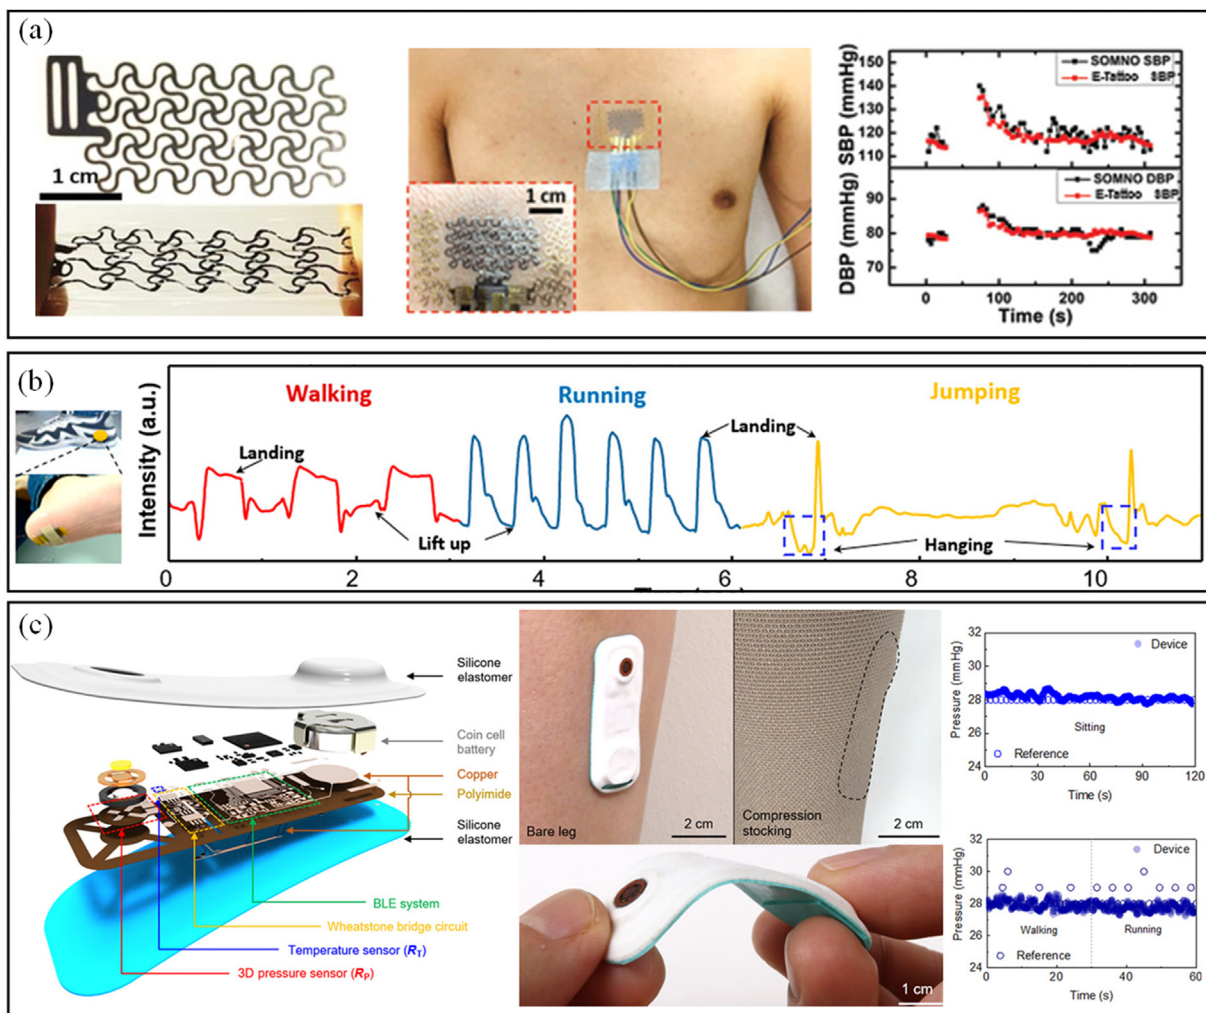 (a)
1 cm
1 cm
SBP (mmHg)
150
140
130
120
110
SOMNO SBP
E-Tattoo SBP
DBP (mmHg)
90
80
70
SOMNO DBP
E-Tattoo SBP
0
100
200
300
Time (s)
(b)
Intensity (a.u.)
Walking
Running
Jumping
Landing
Landing
Lift up
Hanging
0
2
4
6
8
10
(c)
Silicone
elastomer
Coin cell
battery
Copper
Polyimide
Silicone
elastomer
BLE system
Wheatstone bridge circuit
Temperature sensor (RT)
3D pressure sensor (RP)
Bare leg
2 cm
Compression
stocking
2 cm
1 cm
Pressure (mmHg)
32
30
28
26
24
Device
Sitting
Reference
0
30
60
90
120
Time (s)
Pressure (mmHg)
32
30
28
26
24
Device
Walking
Running
Reference
0
20
40
60
Time (s)